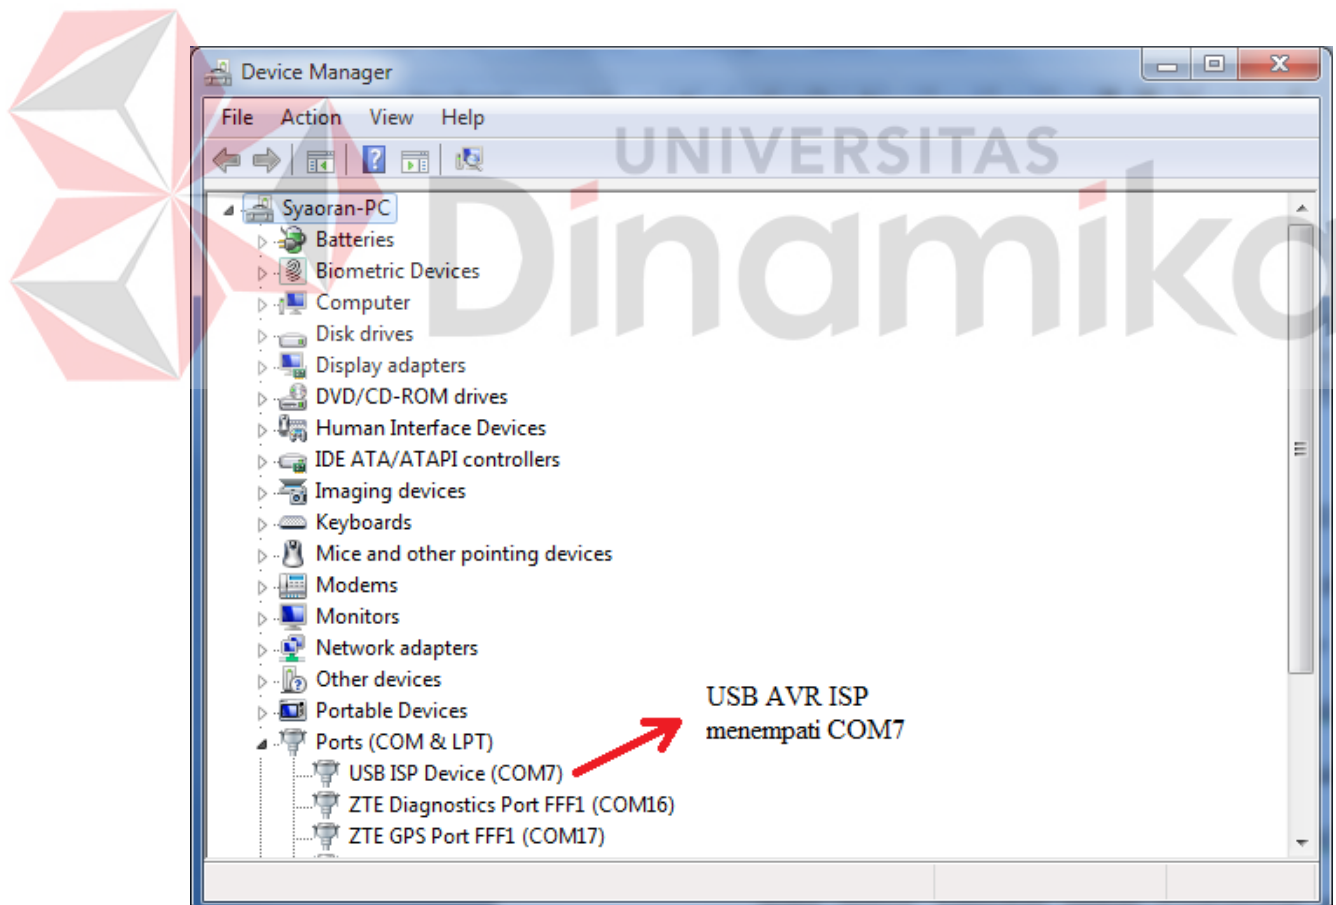 Device Manager
File Action View Help
UNIVERSITAS
Dinamika
Syaoran-PC
Batteries
Biometric Devices
Computer
Disk drives
Display adapters
DVD/CD-ROM drives
Human Interface Devices
IDE ATA/ATAPI controllers
Imaging devices
Keyboards
Mice and other pointing devices
Modems
Monitors
Network adapters
Other devices
Portable Devices
Ports (COM & LPT)
USB ISP Device (COM7)
ZTE Diagnostics Port FFF1 (COM16)
ZTE GPS Port FFF1 (COM17)
USB AVR ISP
menempati COM7